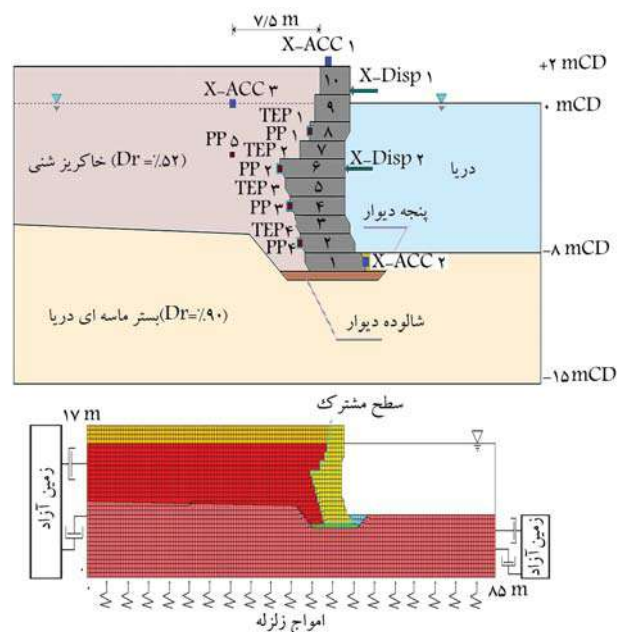 ۷/۵ m
X-ACC ۱
+۲ mCD
۱۰
X-Disp ۱
X-ACC ۳
۰ mCD
۹
TEP ۱
PP ۱
۸
PP ۵
TEP ۲
۷
خاکریز شنی (Dr =٪۵۲)
PP ۲
۶
X-Disp ۲
دریا
TEP ۳
۵
PP ۳
۴
پنجه دیوار
TEP۴
۳
PP۴
۲
-۸ mCD
۱
X-ACC ۲
بستر ماسه ای دریا(Dr=٪۹۰)
شالوده دیوار
-۱۵ mCD
سطح مشترک
۱۷ m
زمین آزاد
زمین آزاد
۰
۸۵ m
امواج زلزله